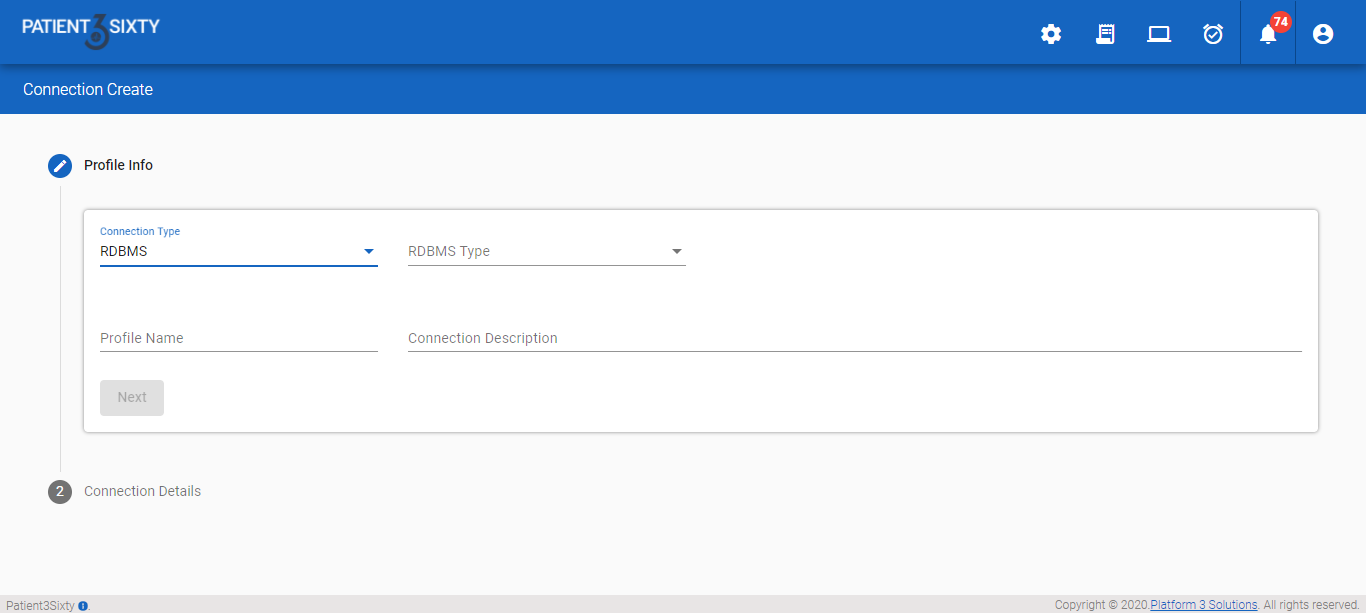 PATIENT3SIXTY
74
Connection Create
Profile Info
Connection Type
RDBMS
RDBMS Type
Profile Name
Connection Description
Next
2 Connection Details
Patient3Sixty
Copyright © 2020.Platform 3 Solutions. All rights reserved.